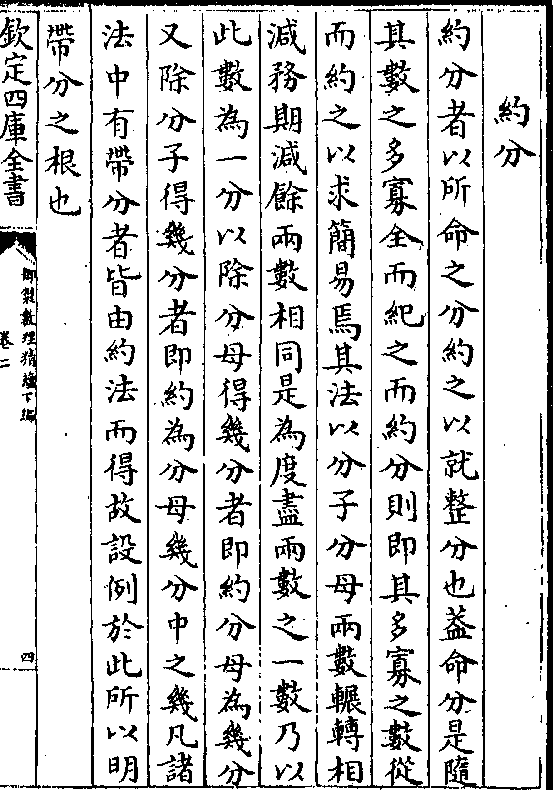 約分
約分者以所命之分約之以就整分也葢命分是隨
其數之多寡全而紀之而約分則即其多寡之數從
而約之以求簡易焉其法以分子分母兩數輾轉相
減務期減餘兩數相同是為度盡兩數之一數乃以
此數為一分以除分母得幾分者即約分母為幾分
又除分子得幾分者即約為分母幾分中之幾凡諸
法中有帶分者皆由約法而得故設例於此所以明
帶分之根也
欽定四庫全書
御製數理精蘊下編
卷二
四